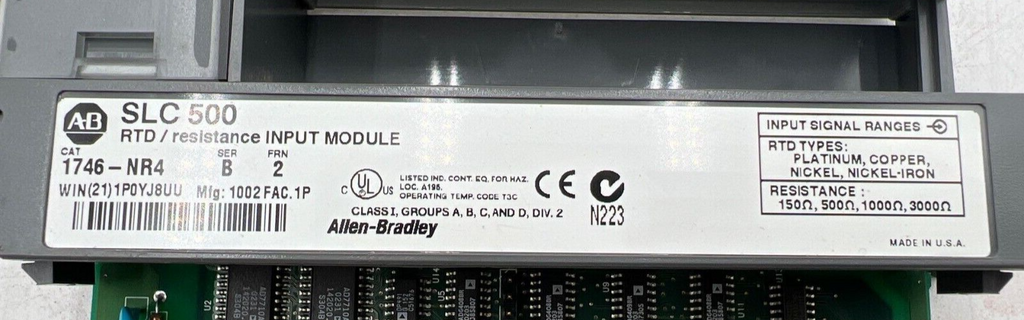 A-B
SLC 500
RTD / resistance INPUT MODULE
CAT SER FRN
1746-NR4 B 2
WIN(21)1P0YJ8UU Mfg: 1002 FAC. 1P
C UL US
LISTED IND. CONT. EQ. FOR HAZ.
LOC. A196.
OPERATING TEMP. CODE T3C
CLASS I, GROUPS A, B, C, AND D, DIV. 2
Allen-Bradley
CE
N223
INPUT SIGNAL RANGES
RTD TYPES:
PLATINUM, COPPER,
NICKEL, NICKEL-IRON
RESISTANCE :
150Ω, 500Ω, 1000Ω, 3000Ω
MADE IN U.S.A.
U2